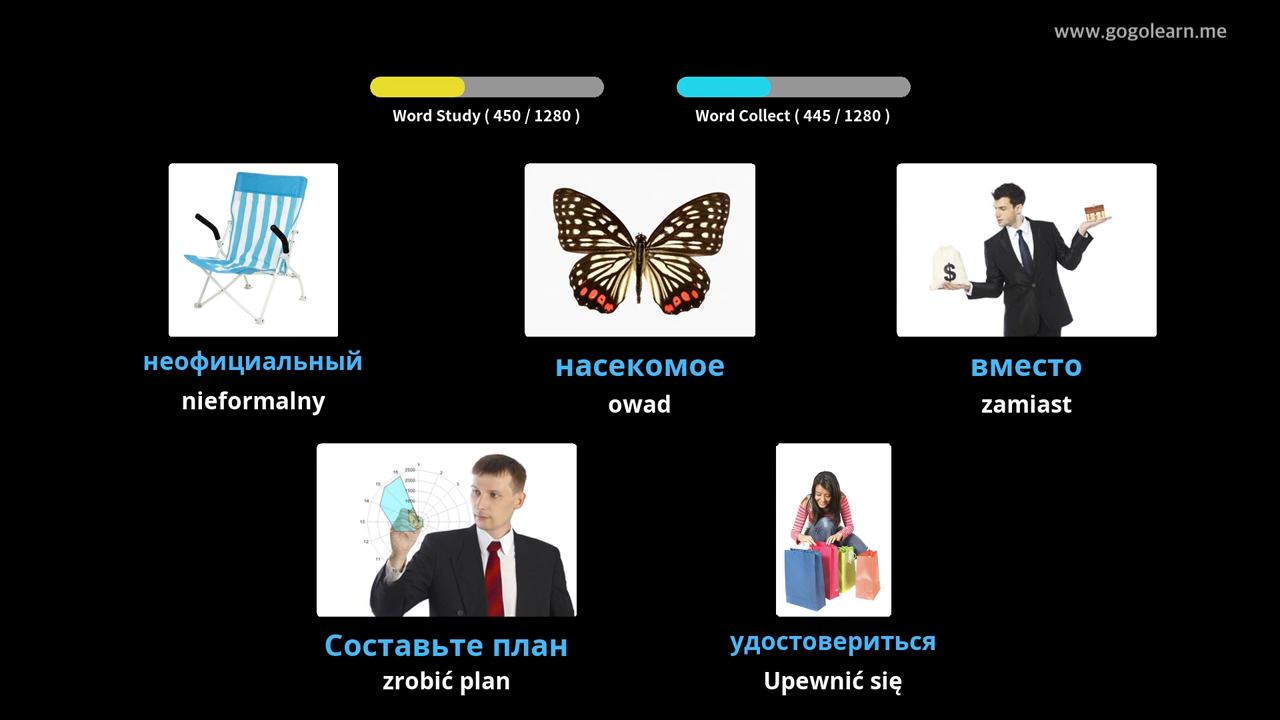 www.gogolearn.me
Word Study ( 450 / 1280 )
Word Collect ( 445 / 1280 )
неофициальный
nieformalny
насекомое
owad
вместо
zamiast
$
Составьте план
zrobić plan
удостовериться
Upewnić się